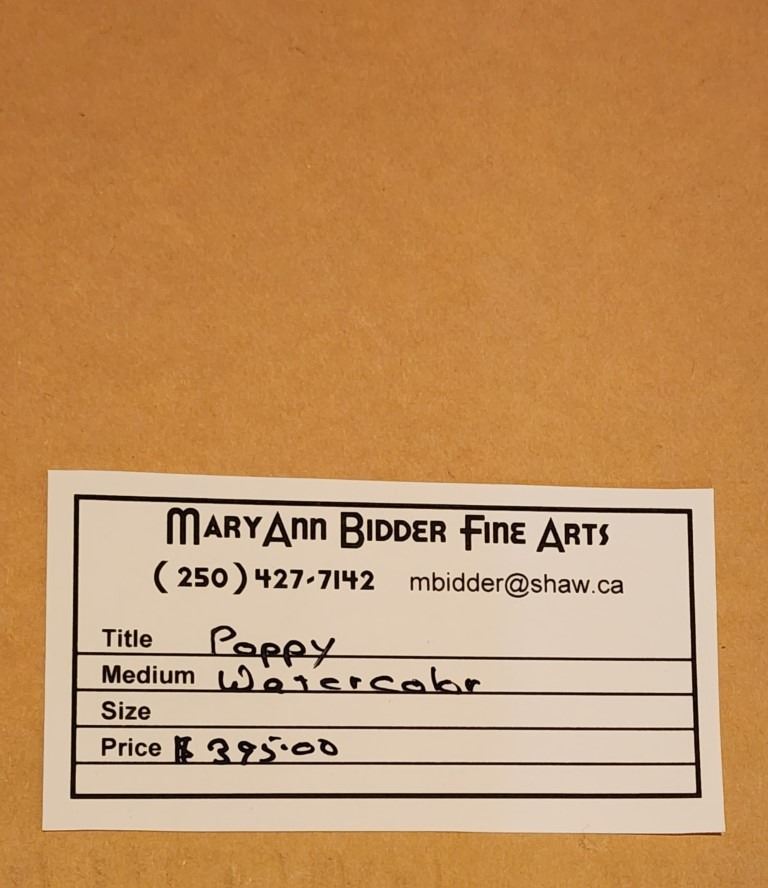 MaryAnn Bidder Fine Arts
(250) 427-7142 mbidder@shaw.ca
Title Poppy
Medium Watercolor
Size
Price $ 395.00